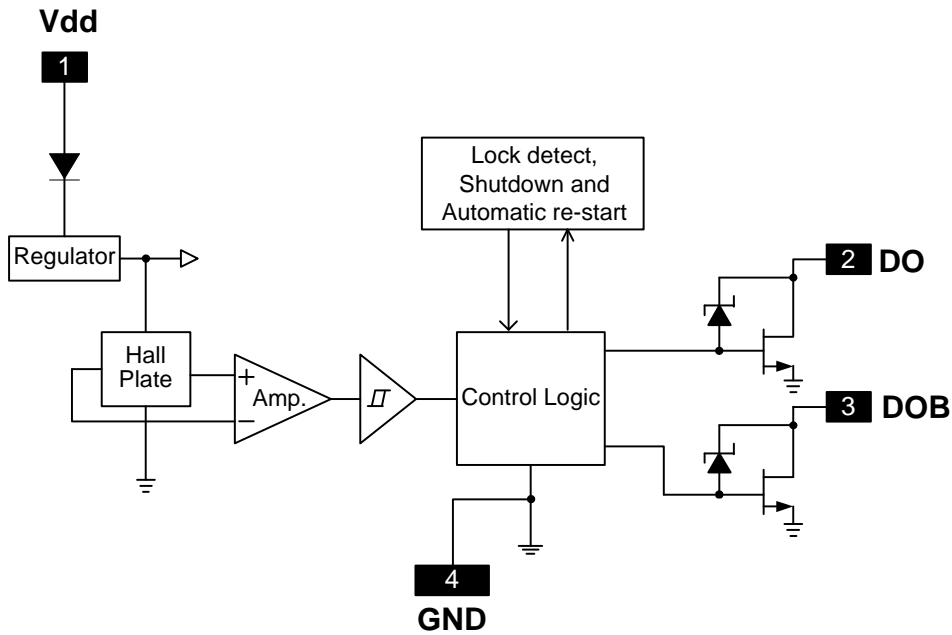 Vdd
1
Lock detect,
Shutdown and
Automatic re-start
Regulator
2 DO
Hall
Plate
+
Amp.
−
Control Logic
3 DOB
4
GND